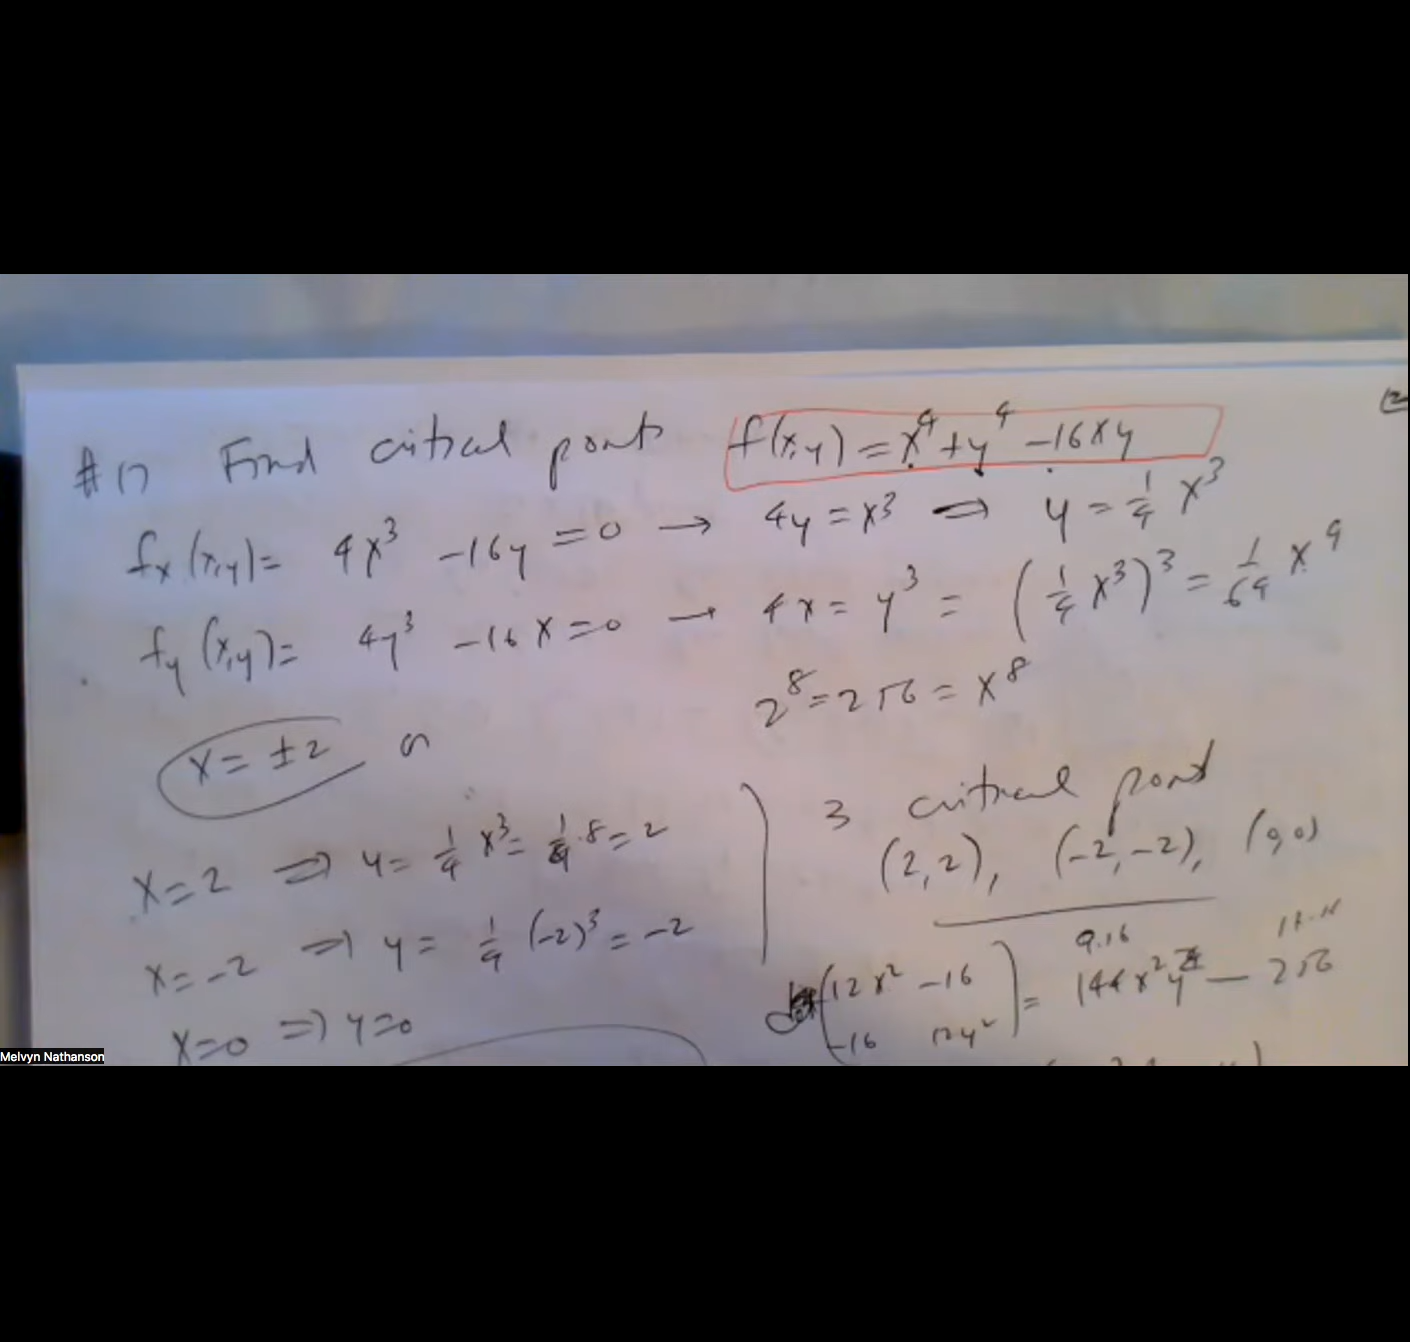 #17 Find critical points f(x,y) = x⁴ + y⁴ - 16xy
fx(x,y) = 4x³ - 16y = 0 → 4y = x³ ⇒ y = 1/4 x³
fy(x,y) = 4y³ - 16x = 0 → 4x = y³ = (1/4 x³)³ = 1/64 x⁹
2⁸ = 256 = x⁸
x = ±2 or
x = 2 ⇒ y = 1/4 x³ = 1/4 · 8 = 2
x = -2 ⇒ y = 1/4 (-2)³ = -2
x = 0 ⇒ y = 0
3 critical point
(2,2), (-2,-2), (0,0)
9·16
(12x² -16
-16 12y²) = 144x²y² - 256
Melvyn Nathanson